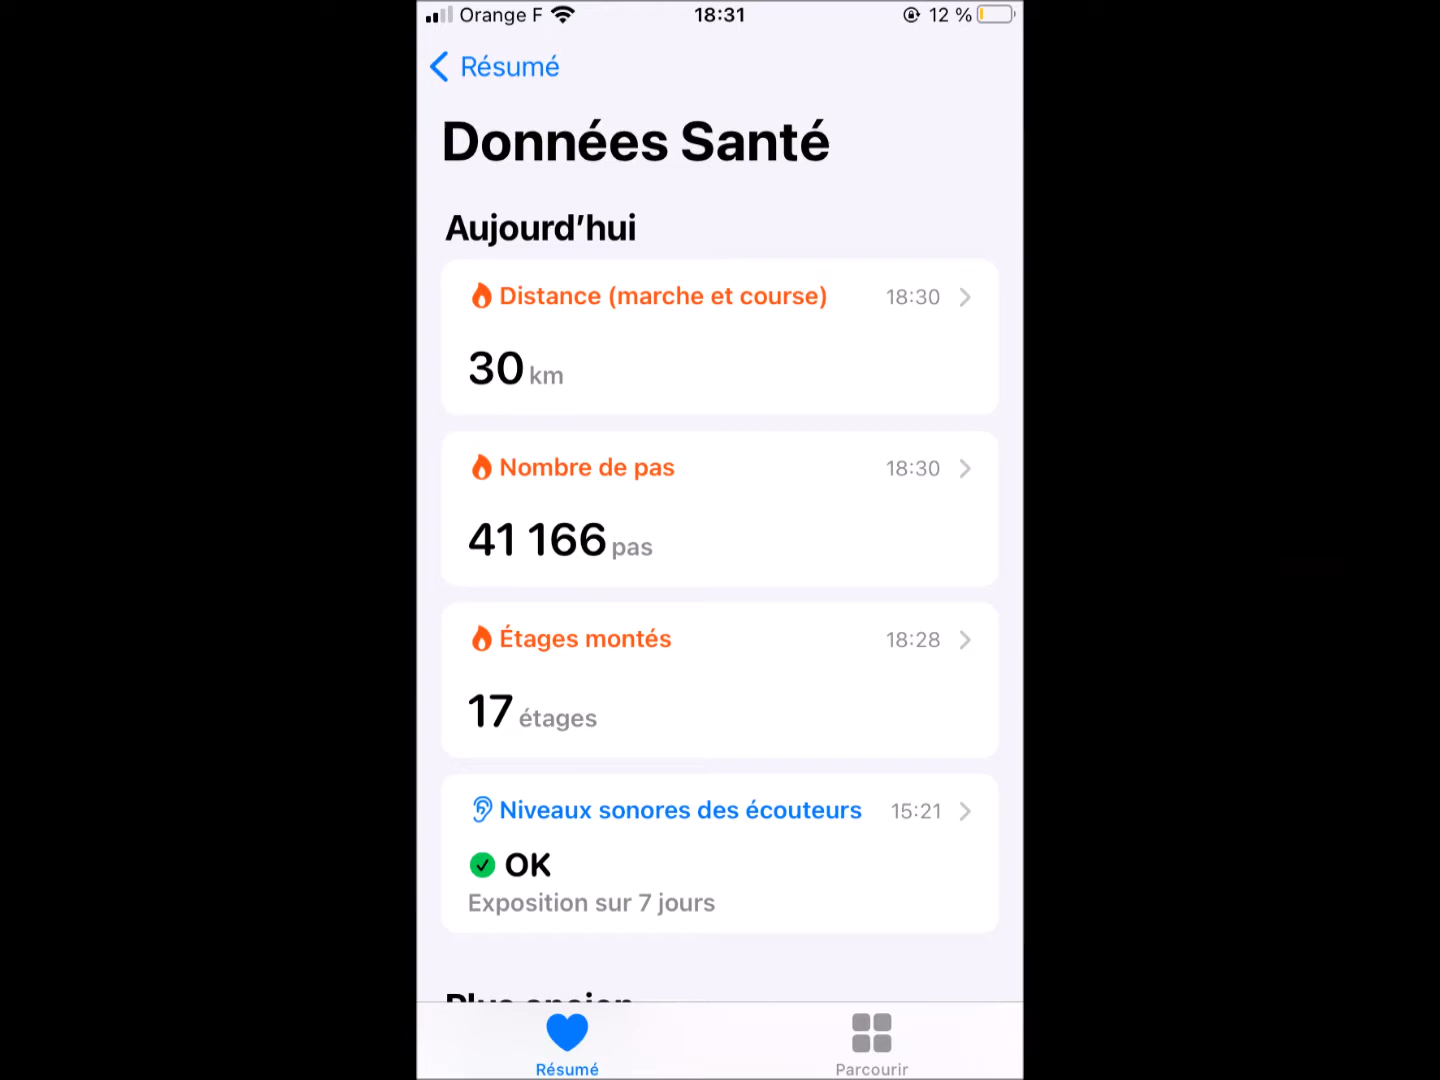 Orange F 18:31 12 %
Résumé
Données Santé
Aujourd’hui
Distance (marche et course) 18:30
30 km
Nombre de pas 18:30
41 166 pas
Étages montés 18:28
17 étages
Niveaux sonores des écouteurs 15:21
OK
Exposition sur 7 jours
Plus ancien
Résumé Parcourir